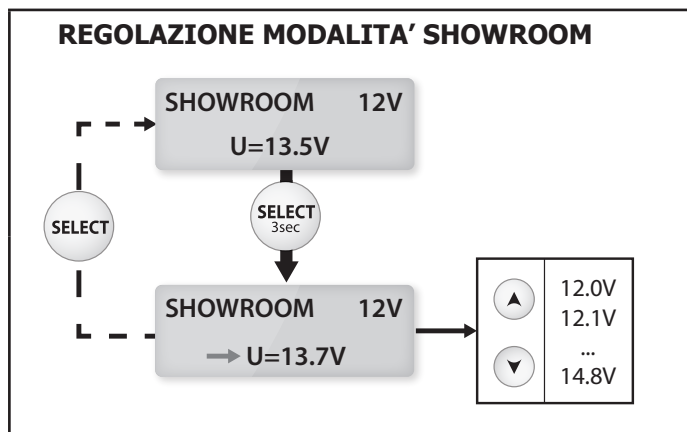 REGOLAZIONE MODALITA’ SHOWROOM
SHOWROOM 12V
U=13.5V
SELECT
SELECT
3sec
SHOWROOM 12V
U=13.7V
12.0V
12.1V
...
14.8V